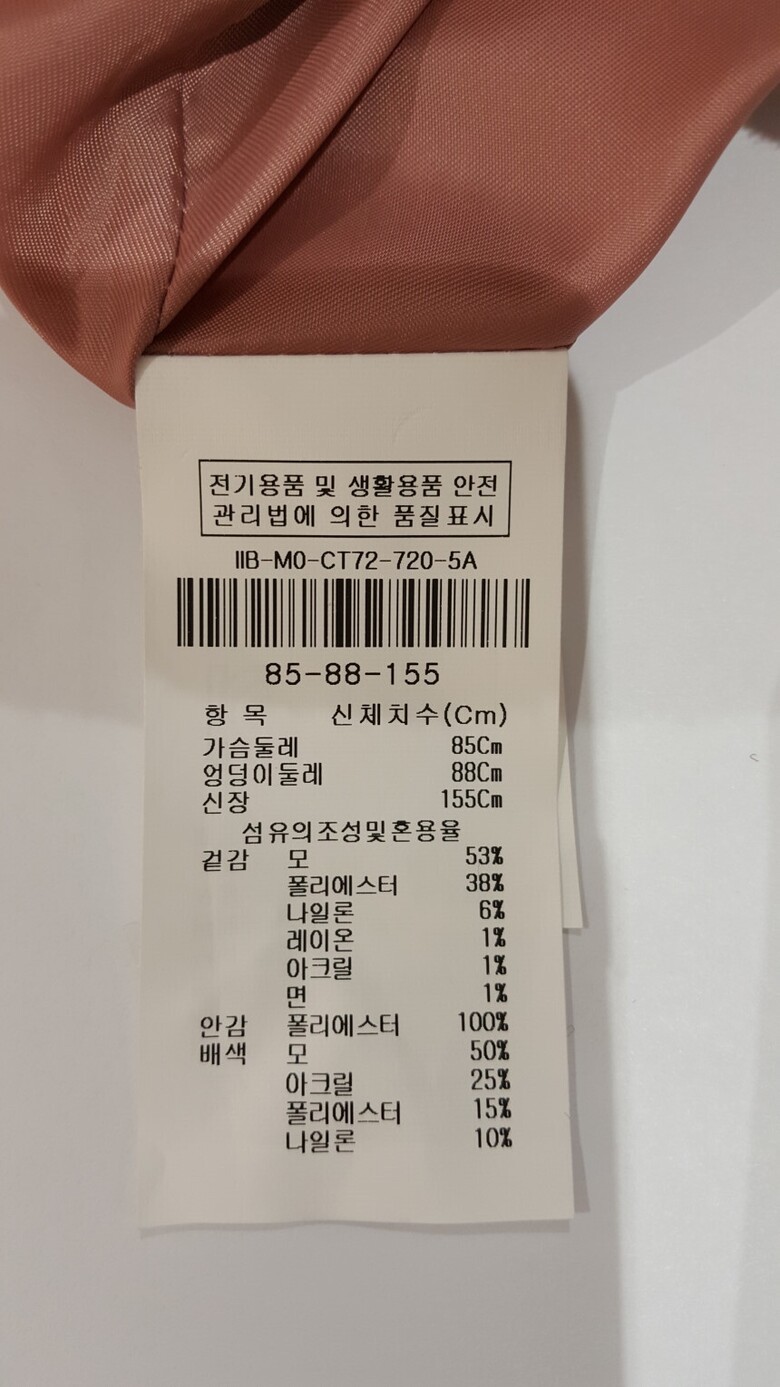 전기용품 및 생활용품 안전
관리법에 의한 품질표시
IIB-M0-CT72-720-5A
85-88-155
항 목 신체치수(Cm)
가슴둘레 85Cm
엉덩이둘레 88Cm
신장 155Cm
섬유의조성및혼용율
겉감 모 53%
폴리에스터 38%
나일론 6%
레이온 1%
아크릴 1%
면 1%
안감 폴리에스터 100%
배색 모 50%
아크릴 25%
폴리에스터 15%
나일론 10%